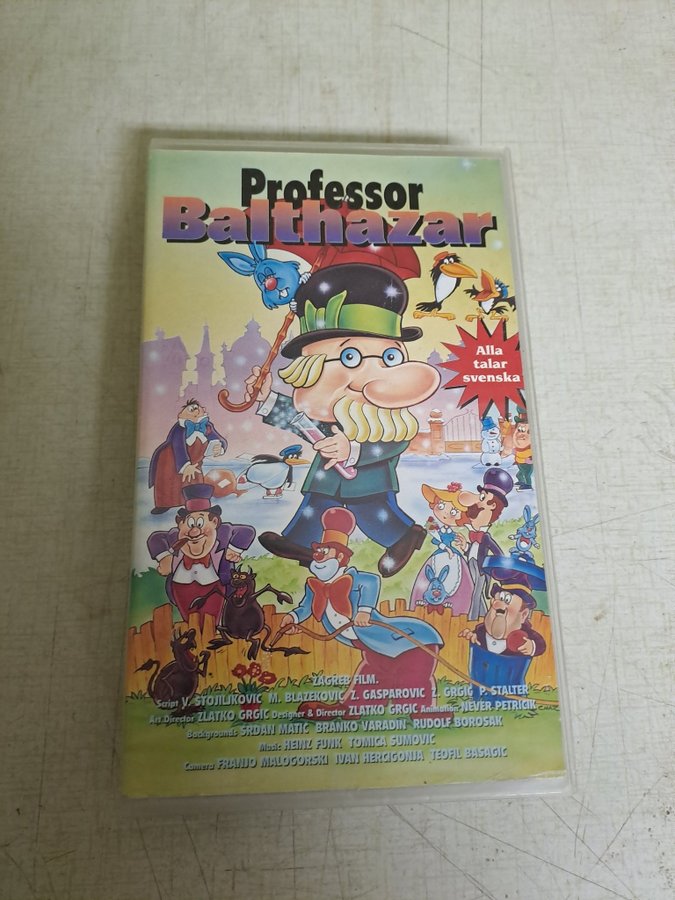 Professor
Balthazar
Alla
talar
svenska
ZAGREB FILM.
Script V. STOJILJKOVIC M. BLAZEKOVIC Z. GASPAROVIC Z. GRGIG P. STALTER
Art Director ZLATKO GRGIC Designer & Director ZLATKO GRGIC Animation NEVER PETRICIK
Backgrounds SRDAN MATIC BRANKO VARADIN RUDOLF BOROSAK
Music HEINZ FUNK TOMICA SUMOVIC
Camera FRANJO MALOGORSKI IVAN HERCIGONJA TEOFIL BASAGIC